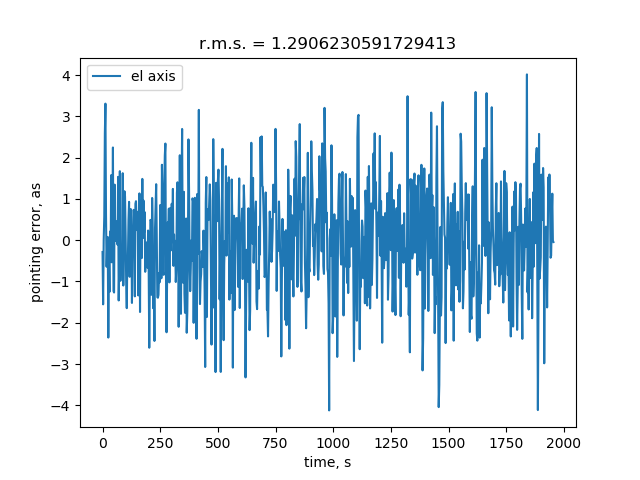 r.m.s. = 1.2906230591729413
el axis
4
3
2
1
0
−1
−2
−3
−4
pointing error, as
0 250 500 750 1000 1250 1500 1750 2000
time, s